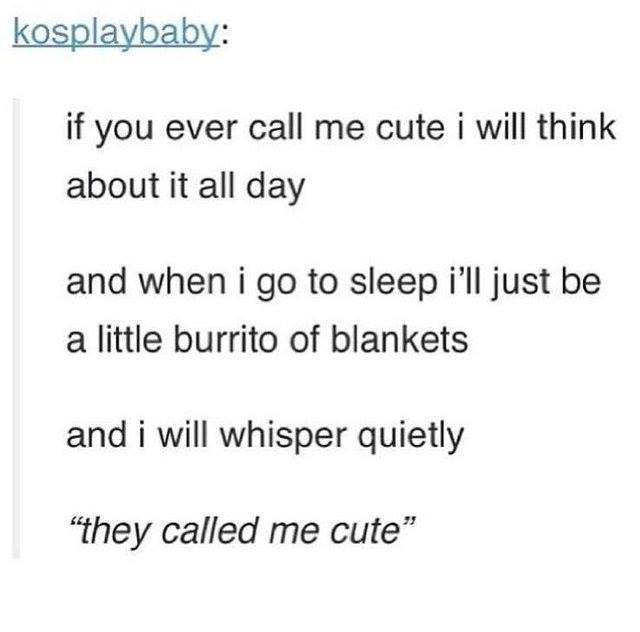 kosplaybaby:
if you ever call me cute i will think
about it all day
and when i go to sleep i’ll just be
a little burrito of blankets
and i will whisper quietly
“they called me cute”